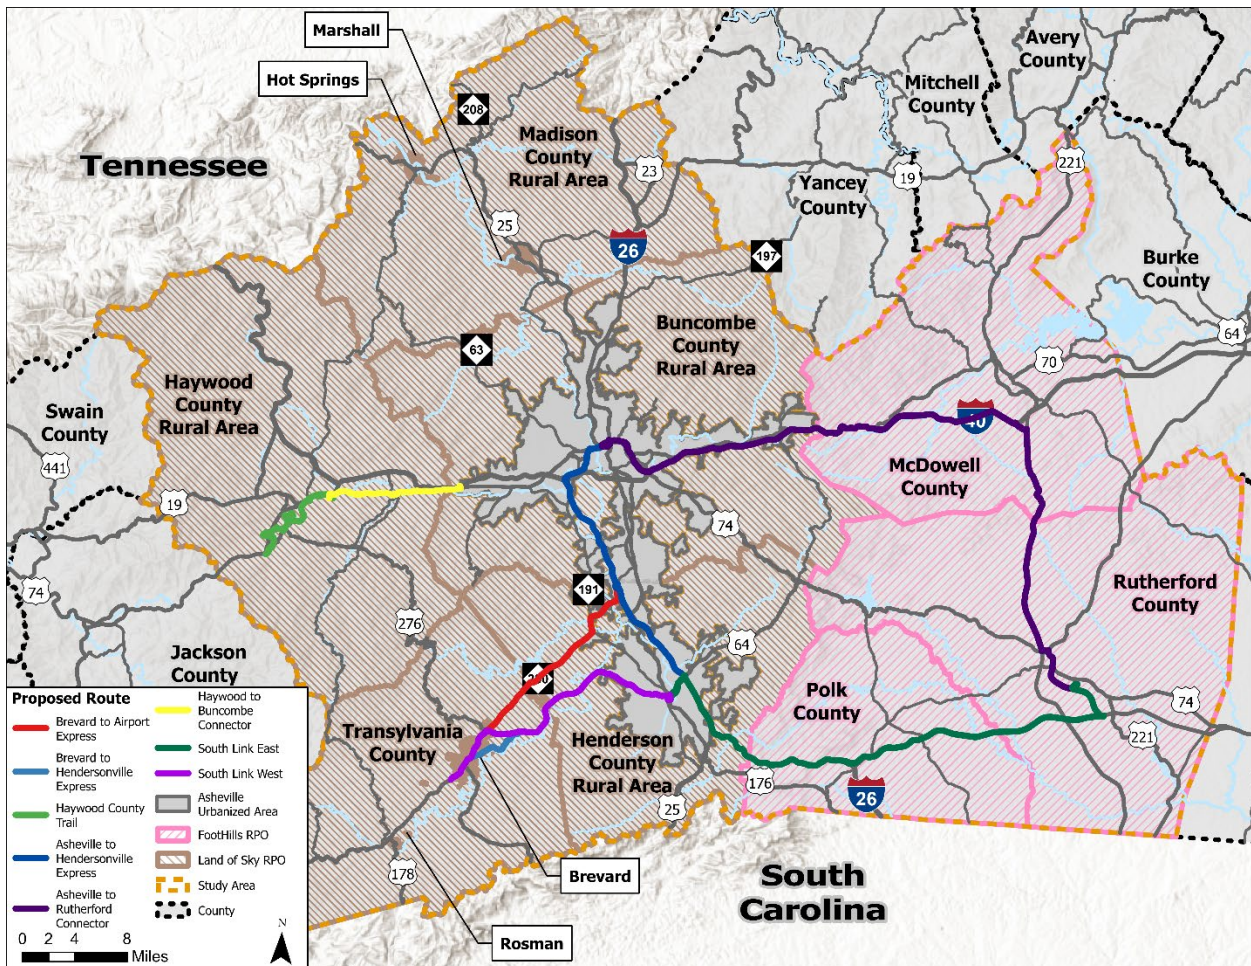 Marshall
Hot Springs
208
Tennessee
Madison
County
Rural Area
Avery
County
Mitchell
County
221
23
19
Yancey
County
25
26
197
Burke
County
64
Buncombe
County
Rural Area
63
70
Haywood
County
Rural Area
Swain
County
441
19
40
McDowell
County
74
74
191
Rutherford
County
276
64
Jackson
County
Polk
County
74
221
Transylvania
County
Henderson
County
Rural Area
176
26
25
178
Brevard
Rosman
South
Carolina
Proposed Route
Brevard to Airport
Express
Brevard to
Hendersonville
Express
Haywood County
Trail
Asheville to
Hendersonville
Express
Asheville to
Rutherford
Connector
Haywood to
Buncombe
Connector
South Link East
South Link West
Asheville
Urbanized Area
FootHills RPO
Land of Sky RPO
Study Area
County
N
0 2 4 8
Miles